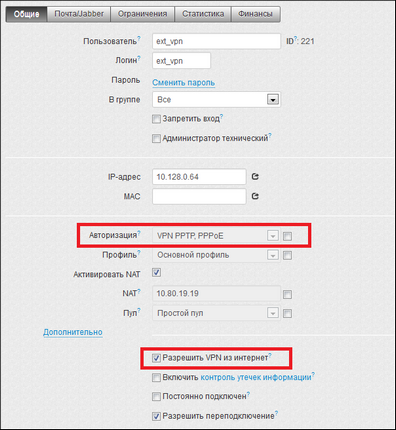 Общие Почта/Jabber Ограничения Статистика Финансы
Пользователь? ext_vpn ID?: 221
Логин? ext_vpn
Пароль Сменить пароль
В группе Все
Запретить вход?
Администратор технический?
IP-адрес 10.128.0.64
MAC
Авторизация? VPN PPTP, PPPoE
Профиль? Основной профиль
Активировать NAT
NAT? 10.80.19.19
Пул? Простой пул
Дополнительно
Разрешить VPN из интернет?
Включить контроль утечек информации?
Постоянно подключен?
Разрешить переподключение?